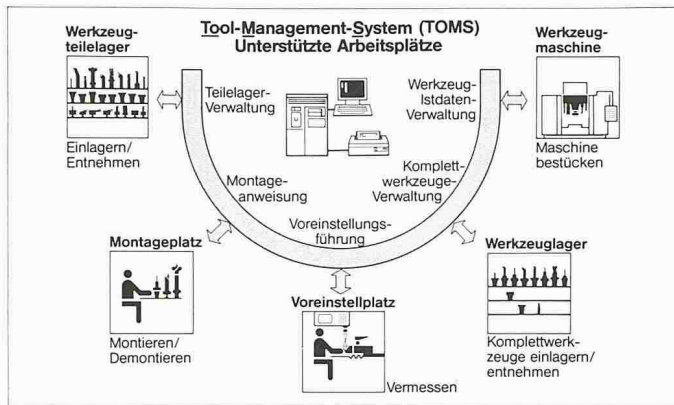 Tool-Management-System (TOMS)
Unterstützte Arbeitsplätze
Werkzeug-
teilelager
Einlagern/
Entnehmen
Teilelager-
Verwaltung
Werkzeug-
Istdaten-
Verwaltung
Werkzeug-
maschine
Maschine
bestücken
Montage-
anweisung
Komplett-
werkzeuge-
Verwaltung
Voreinstellungs-
führung
Montageplatz
Montieren/
Demontieren
Voreinstellplatz
Vermessen
Werkzeuglager
Komplettwerk-
zeuge einlagern/
entnehmen